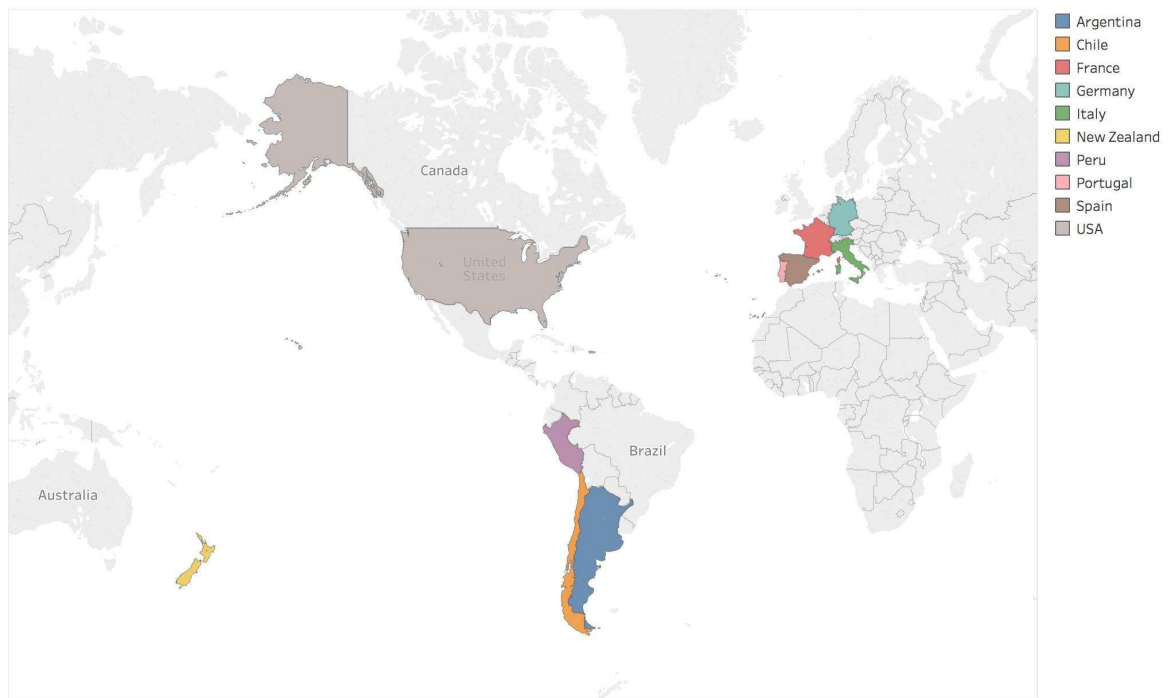 Canada
United
States
Brazil
Australia
Argentina
Chile
France
Germany
Italy
New Zealand
Peru
Portugal
Spain
USA